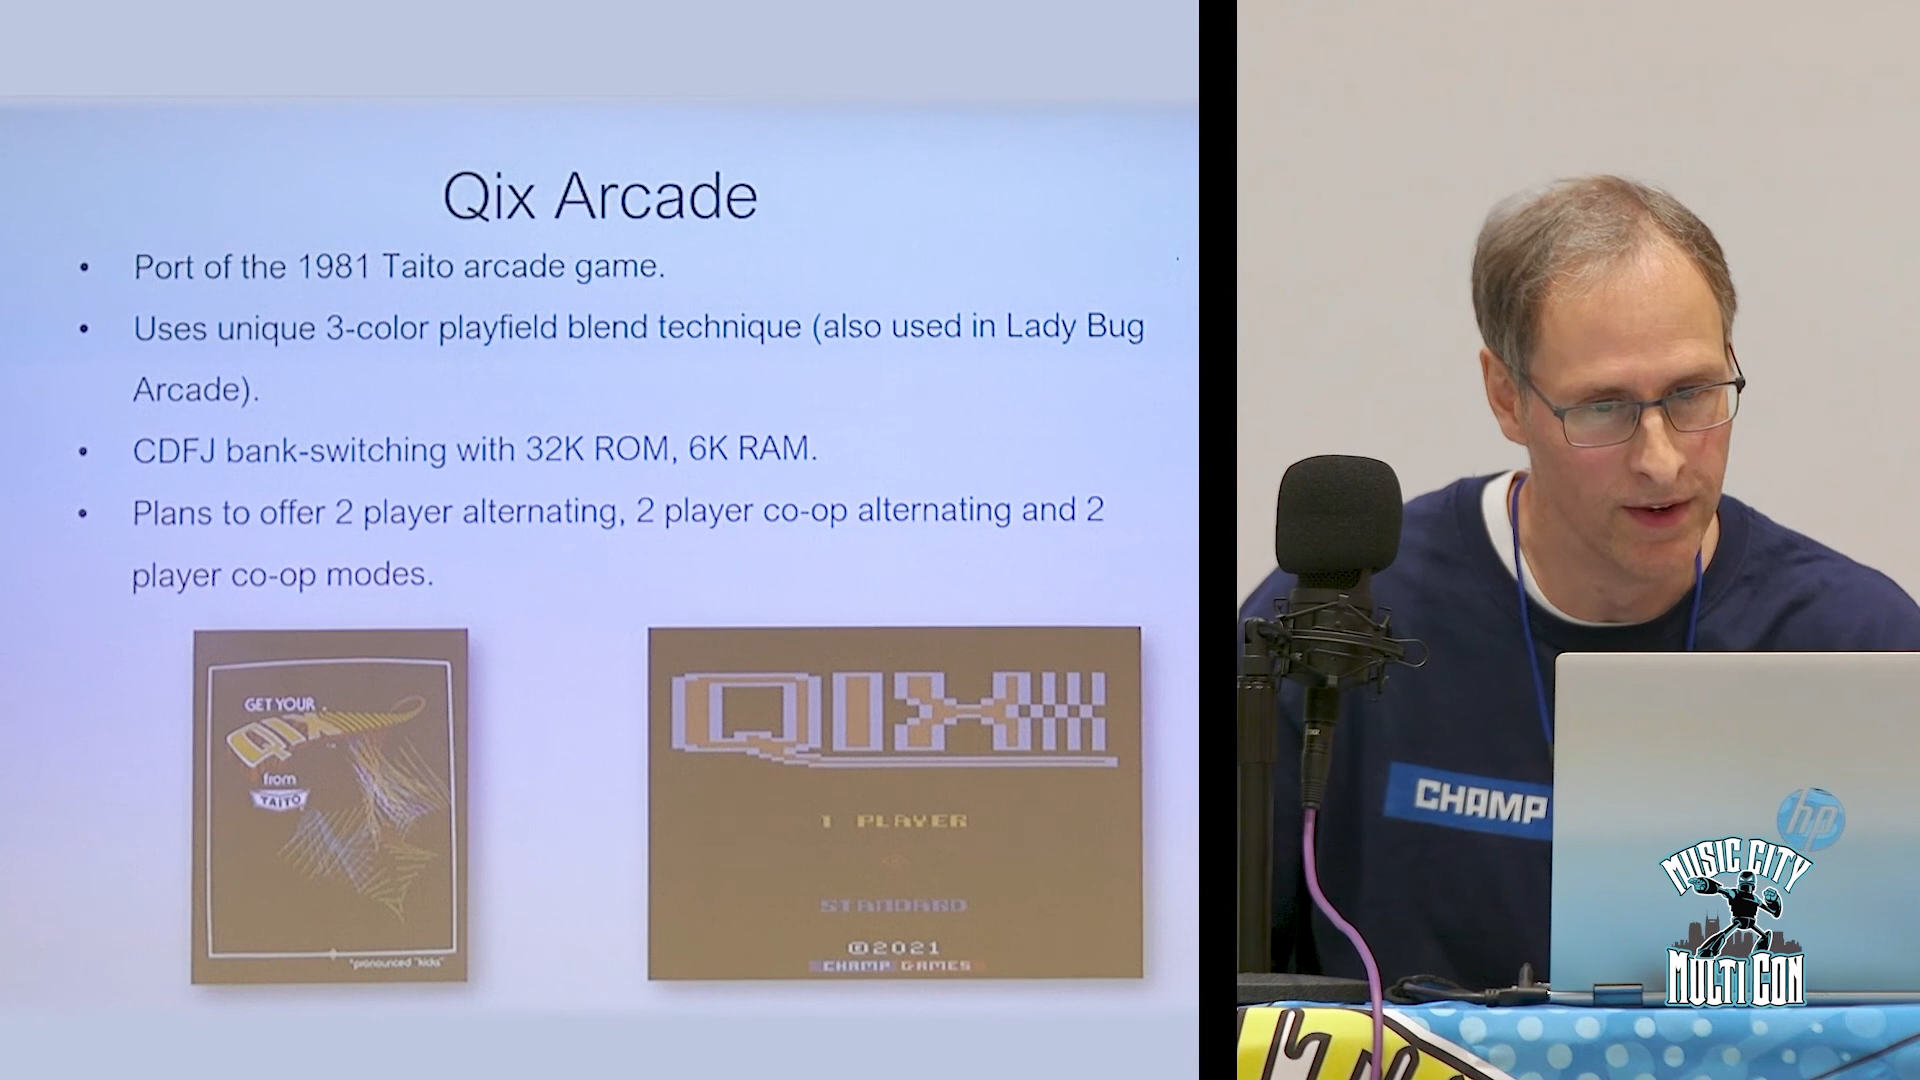 Qix Arcade
• Port of the 1981 Taito arcade game.
• Uses unique 3-color playfield blend technique (also used in Lady Bug
Arcade).
• CDFJ bank-switching with 32K ROM, 6K RAM.
• Plans to offer 2 player alternating, 2 player co-op alternating and 2
player co-op modes.
GET YOUR
QIX
from
TAITO
*pronounced "kicks"
QIX
1 PLAYER
STANDARD
©2021
CHAMP GAMES
CHAMP
hp
MUSIC CITY
MULTI CON